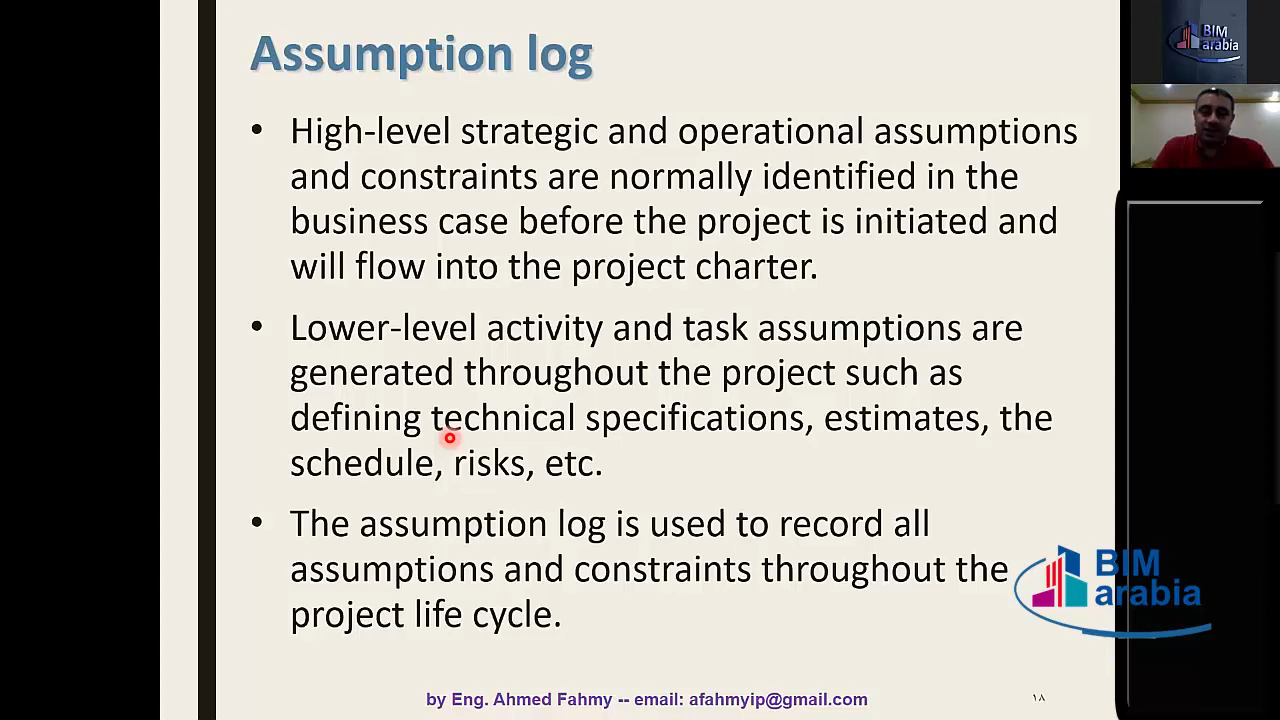 Assumption log
• High-level strategic and operational assumptions
and constraints are normally identified in the
business case before the project is initiated and
will flow into the project charter.
• Lower-level activity and task assumptions are
generated throughout the project such as
defining technical specifications, estimates, the
schedule, risks, etc.
• The assumption log is used to record all
assumptions and constraints throughout the
project life cycle.
by Eng. Ahmed Fahmy -- email: afahmyip@gmail.com
١٨
BIM
arabia
BIM
arabia